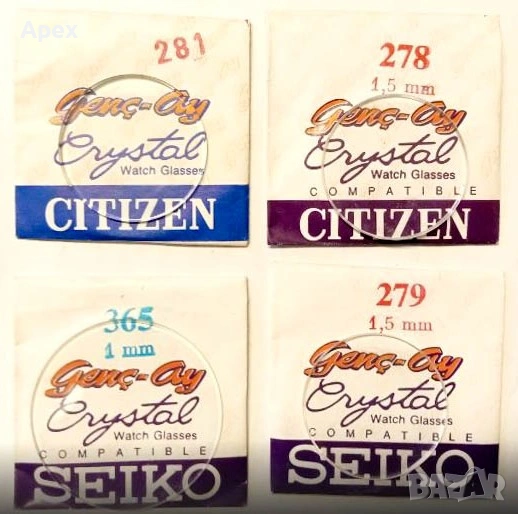 Apex
281
Genç-Ay
Crystal
Watch Glasses
CITIZEN
278
1,5 mm
Genç-Ay
Crystal
Watch Glasses
COMPATIBLE
CITIZEN
365
1 mm
Genç-Ay
Crystal
Watch Glasses
COMPATIBLE
SEIKO
279
1,5 mm
Genç-Ay
Crystal
Watch Glasses
COMPATIBLE
SEIKO
BAZAR